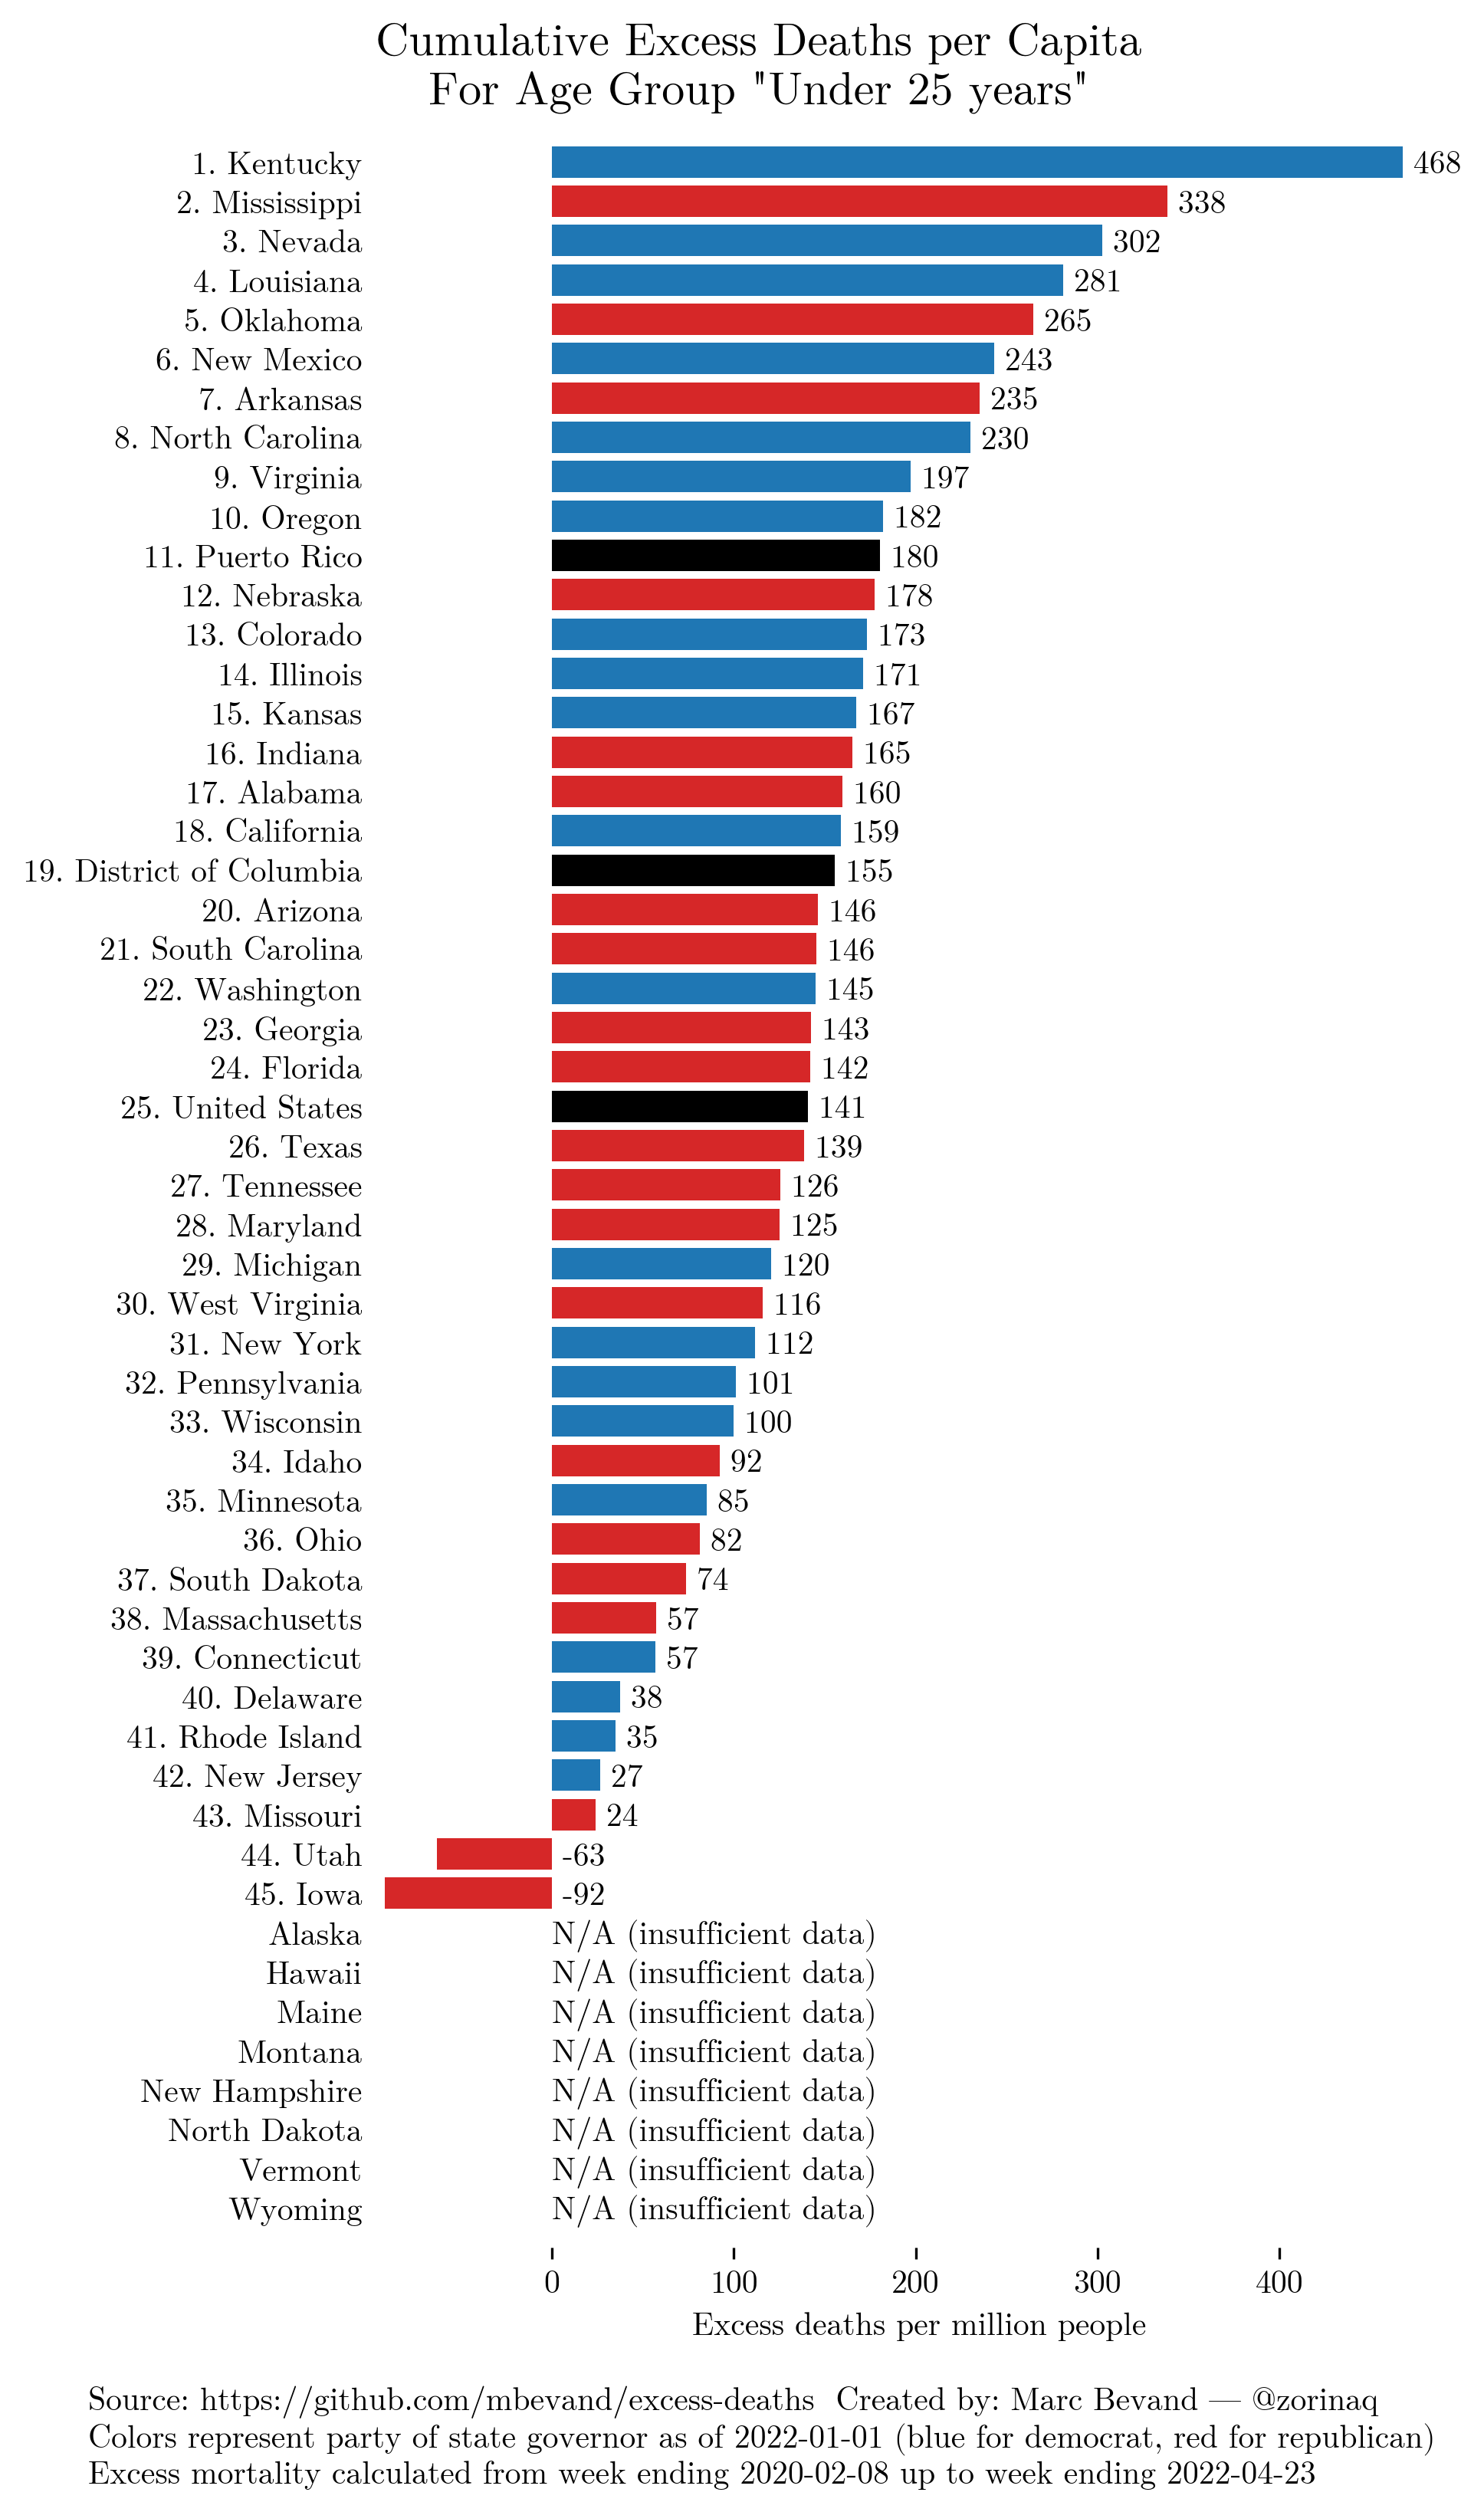 Cumulative Excess Deaths per Capita
For Age Group "Under 25 years"
1. Kentucky 468
2. Mississippi 338
3. Nevada 302
4. Louisiana 281
5. Oklahoma 265
6. New Mexico 243
7. Arkansas 235
8. North Carolina 230
9. Virginia 197
10. Oregon 182
11. Puerto Rico 180
12. Nebraska 178
13. Colorado 173
14. Illinois 171
15. Kansas 167
16. Indiana 165
17. Alabama 160
18. California 159
19. District of Columbia 155
20. Arizona 146
21. South Carolina 146
22. Washington 145
23. Georgia 143
24. Florida 142
25. United States 141
26. Texas 139
27. Tennessee 126
28. Maryland 125
29. Michigan 120
30. West Virginia 116
31. New York 112
32. Pennsylvania 101
33. Wisconsin 100
34. Idaho 92
35. Minnesota 85
36. Ohio 82
37. South Dakota 74
38. Massachusetts 57
39. Connecticut 57
40. Delaware 38
41. Rhode Island 35
42. New Jersey 27
43. Missouri 24
44. Utah -63
45. Iowa -92
Alaska N/A (insufficient data)
Hawaii N/A (insufficient data)
Maine N/A (insufficient data)
Montana N/A (insufficient data)
New Hampshire N/A (insufficient data)
North Dakota N/A (insufficient data)
Vermont N/A (insufficient data)
Wyoming N/A (insufficient data)
0 100 200 300 400
Excess deaths per million people
Source: https://github.com/mbevand/excess-deaths Created by: Marc Bevand — @zorinaq
Colors represent party of state governor as of 2022-01-01 (blue for democrat, red for republican)
Excess mortality calculated from week ending 2020-02-08 up to week ending 2022-04-23